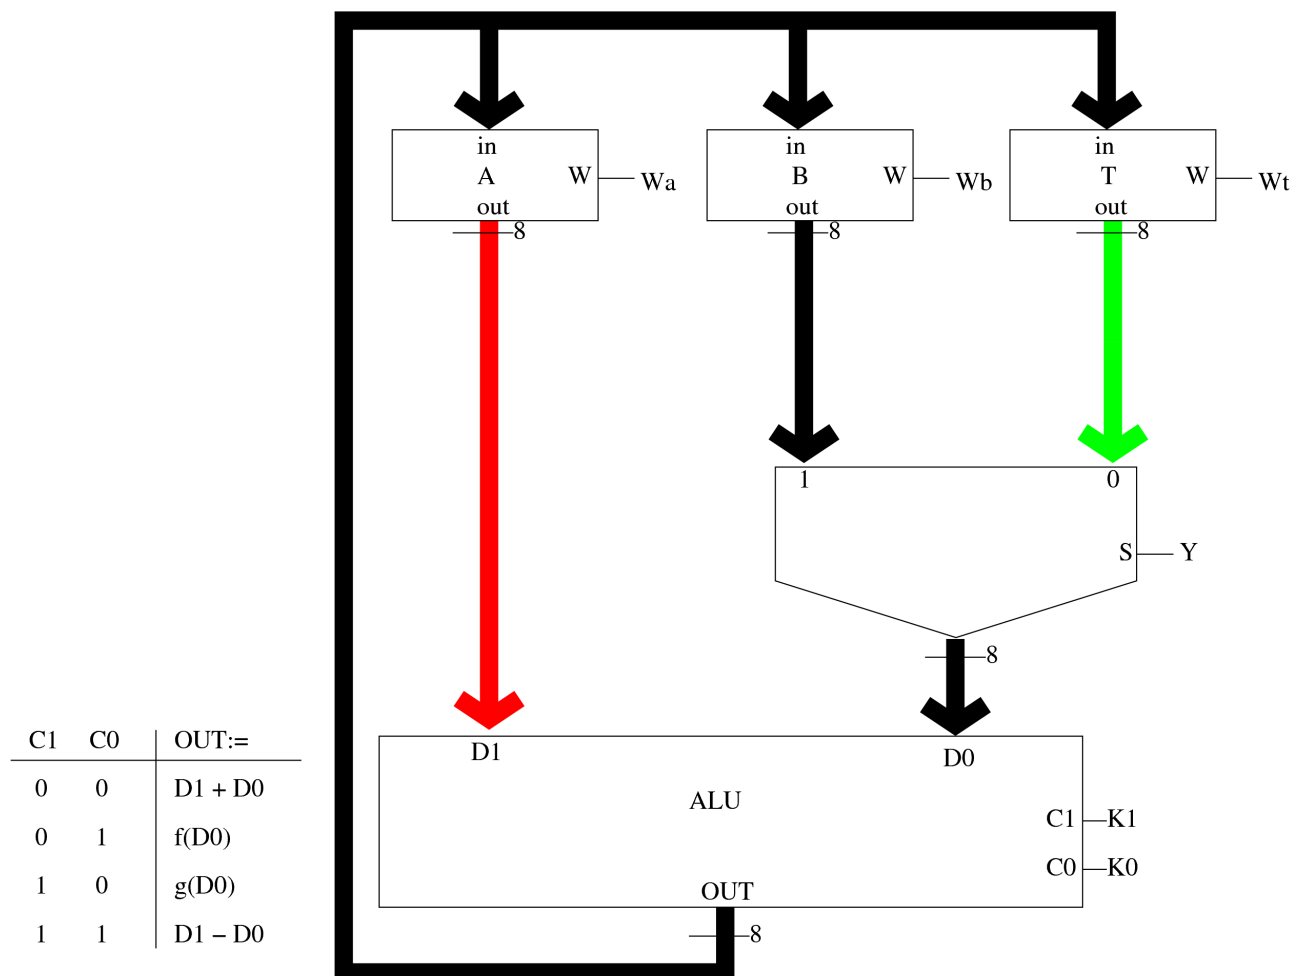 in in in
A W Wa B W Wb T W Wt
out out out
8 8 8
1 0
S Y
8
C1 C0 OUT:=
0 0 D1 + D0
0 1 f(D0)
1 0 g(D0)
1 1 D1 − D0
D1 D0
ALU
C1 K1
C0 K0
OUT
8